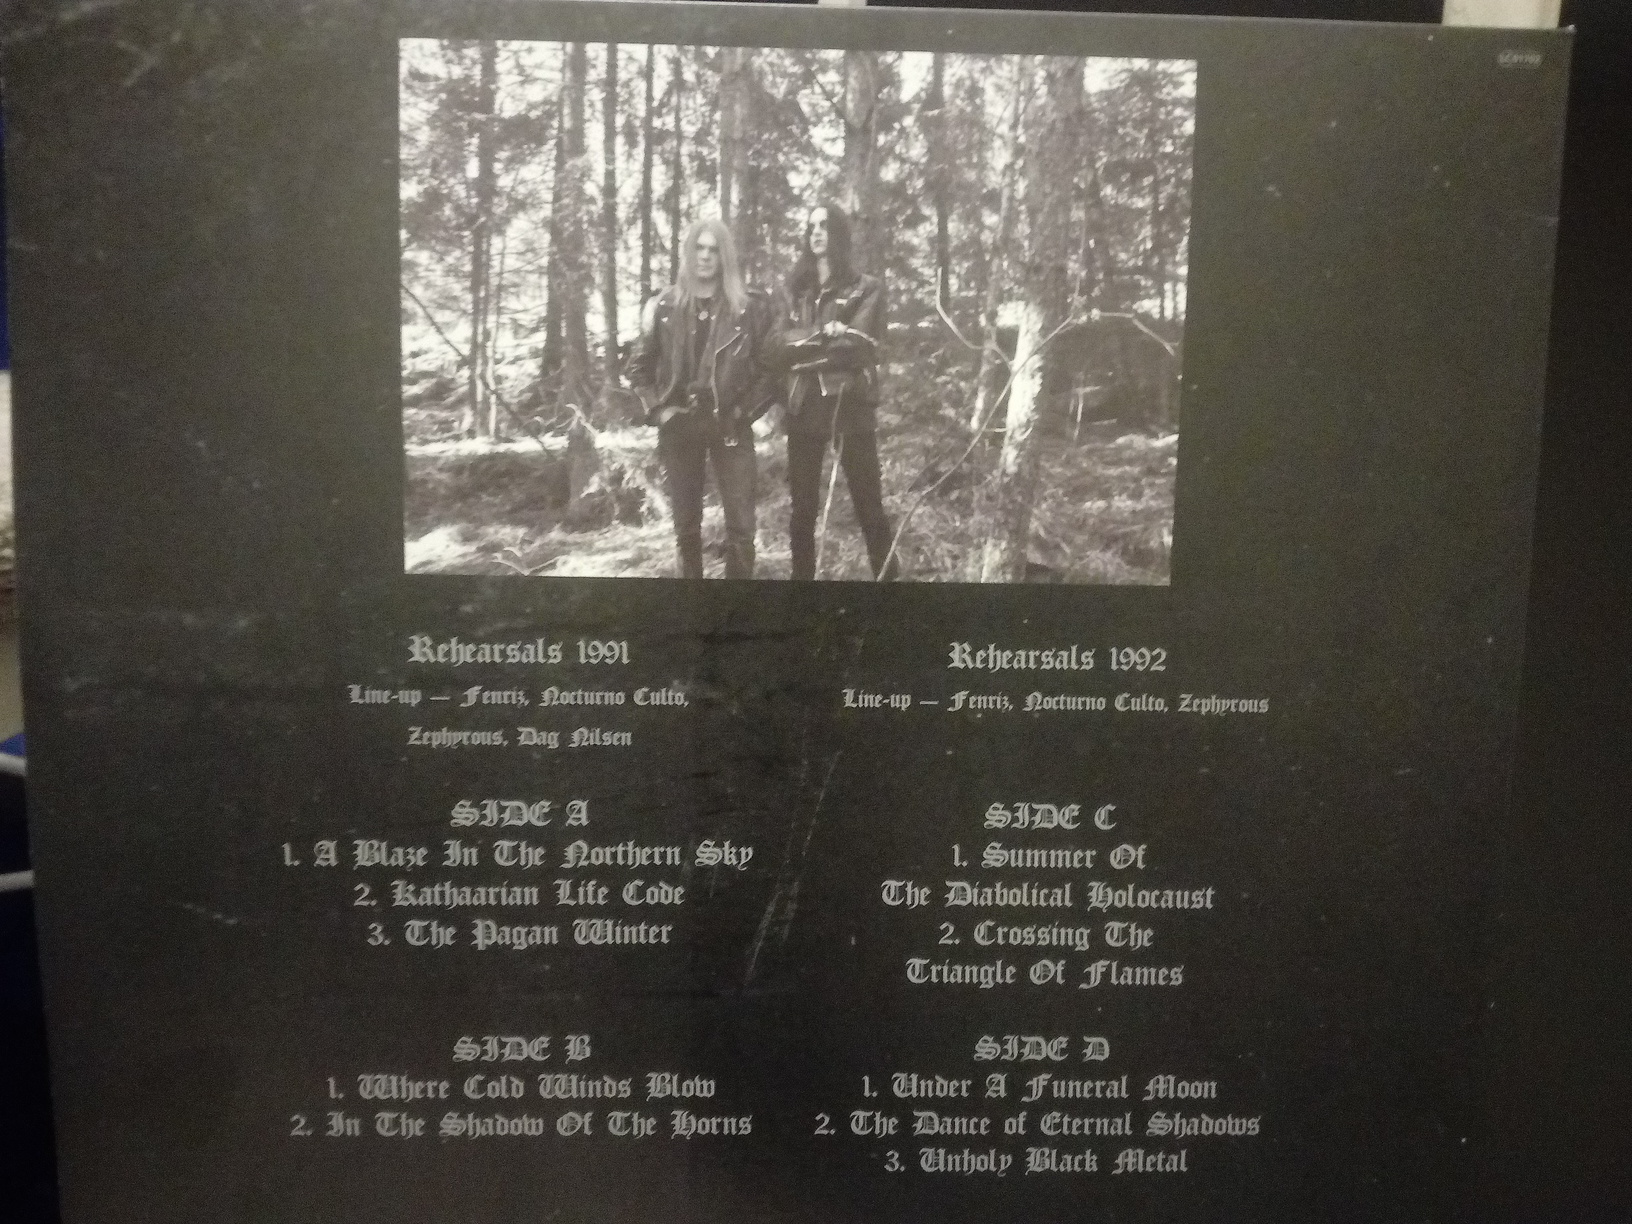 Rehearsals 1991
Line-up — Fenriz, Nocturno Culto,
Zephyrous, Dag Nilsen
SIDE A
1. A Blaze In The Northern Sky
2. Kathaarian Life Code
3. The Pagan Winter
SIDE B
1. Where Cold Winds Blow
2. In The Shadow Of The Horns
Rehearsals 1992
Line-up — Fenriz, Nocturno Culto, Zephyrous
SIDE C
1. Summer Of
The Diabolical Holocaust
2. Crossing The
Triangle Of Flames
SIDE D
1. Under A Funeral Moon
2. The Dance of Eternal Shadows
3. Unholy Black Metal